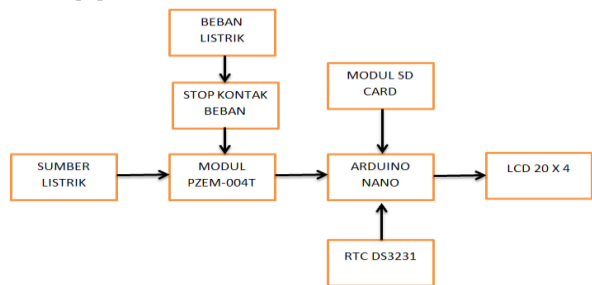 BEBAN
LISTRIK
MODUL SD
CARD
STOP KONTAK
BEBAN
SUMBER
LISTRIK
MODUL
PZEM-004T
ARDUINO
NANO
LCD 20 X 4
RTC DS3231